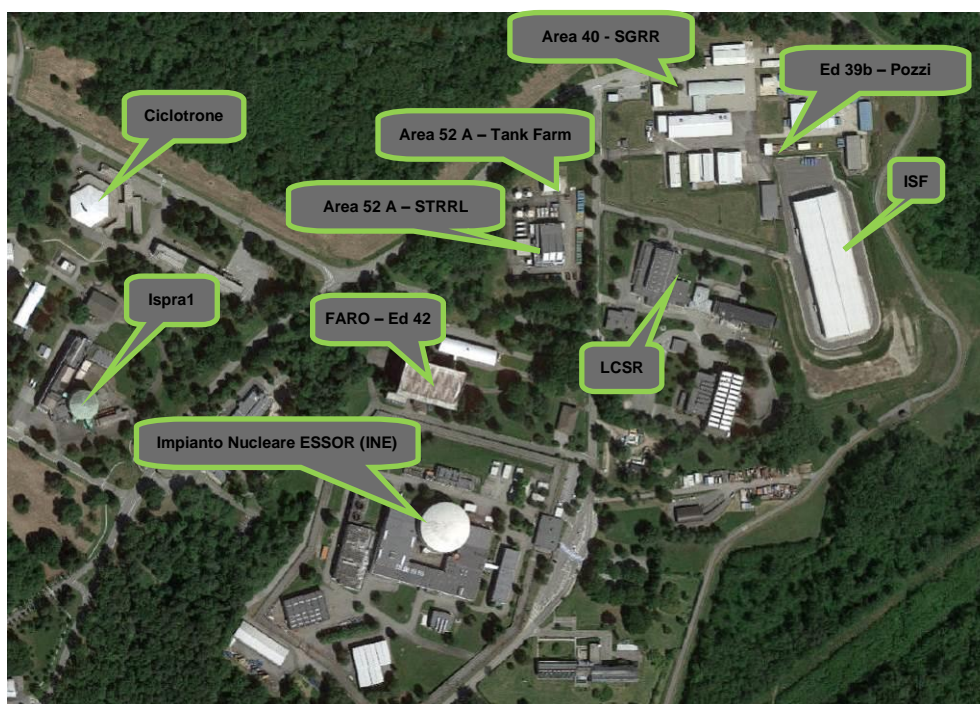 Area 40 - SGRR
Ed 39b – Pozzi
Ciclotrone
Area 52 A – Tank Farm
ISF
Area 52 A – STRRL
Ispra1
FARO – Ed 42
LCSR
Impianto Nucleare ESSOR (INE)